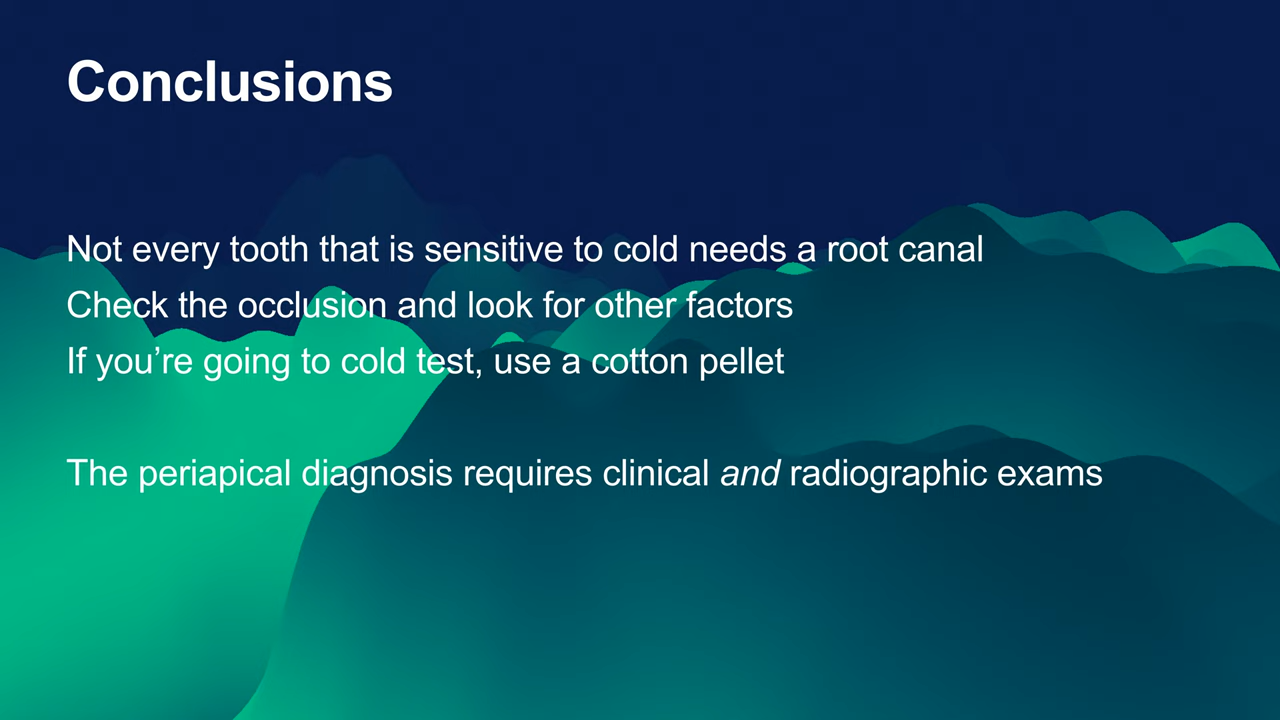 Conclusions
Not every tooth that is sensitive to cold needs a root canal
Check the occlusion and look for other factors
If you’re going to cold test, use a cotton pellet
The periapical diagnosis requires clinical and radiographic exams